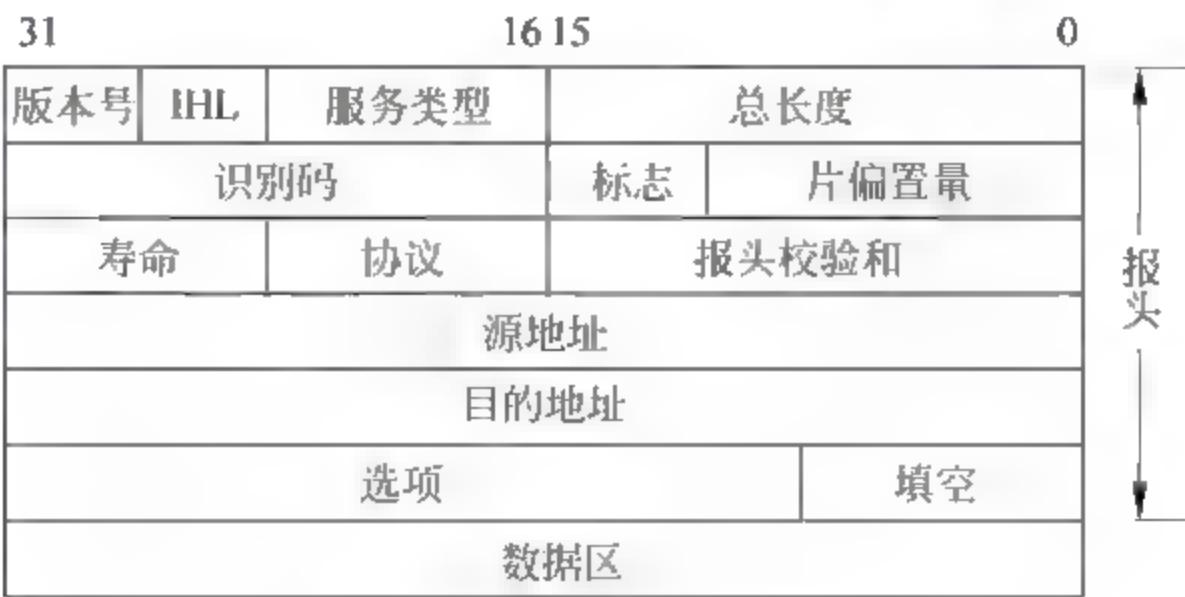 31 16 15 0
版本号 IHL 服务类型 总长度
识别码 标志 片偏置量
寿命 协议 报头校验和
源地址
目的地址
选项 填空
数据区
报头